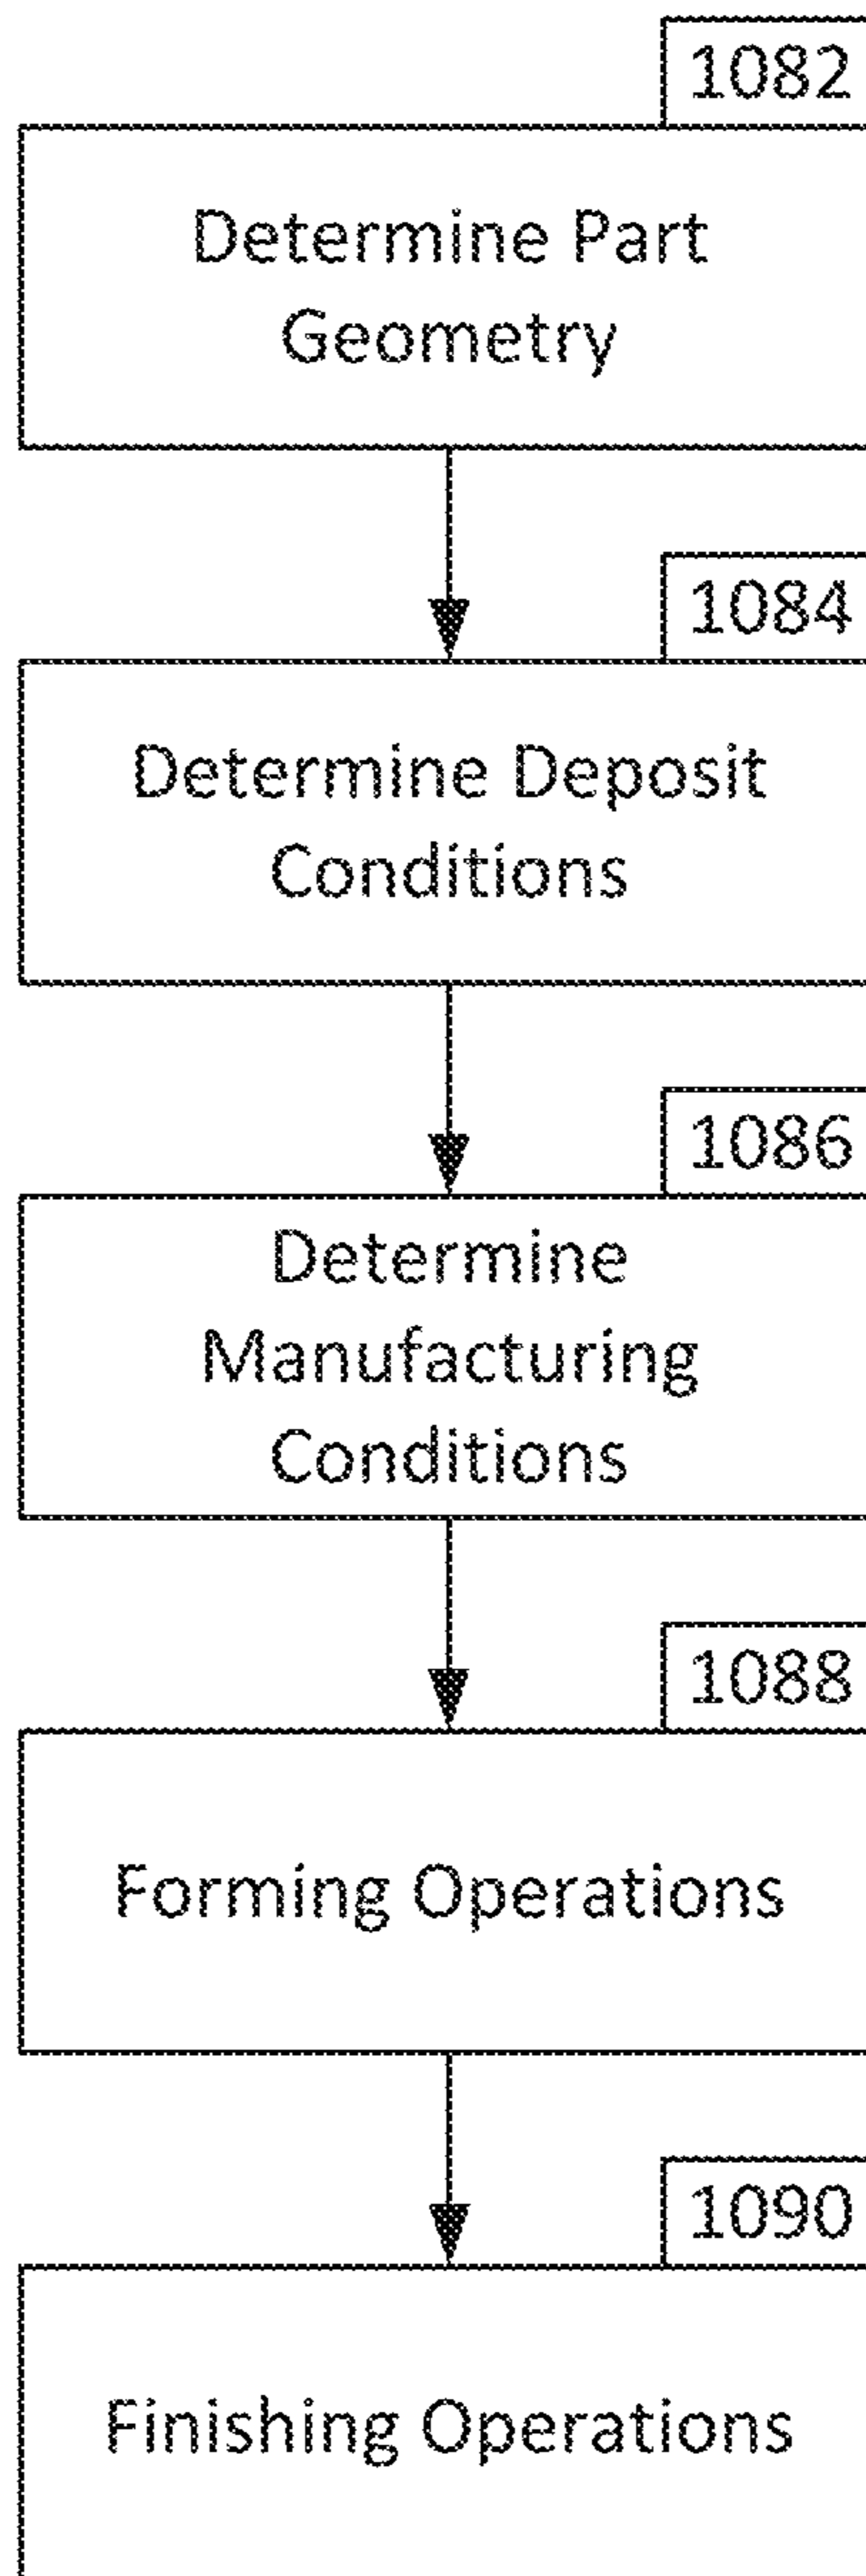 1082
Determine Part
Geometry
1084
Determine Deposit
Conditions
1086
Determine
Manufacturing
Conditions
1088
Forming Operations
1090
Finishing Operations